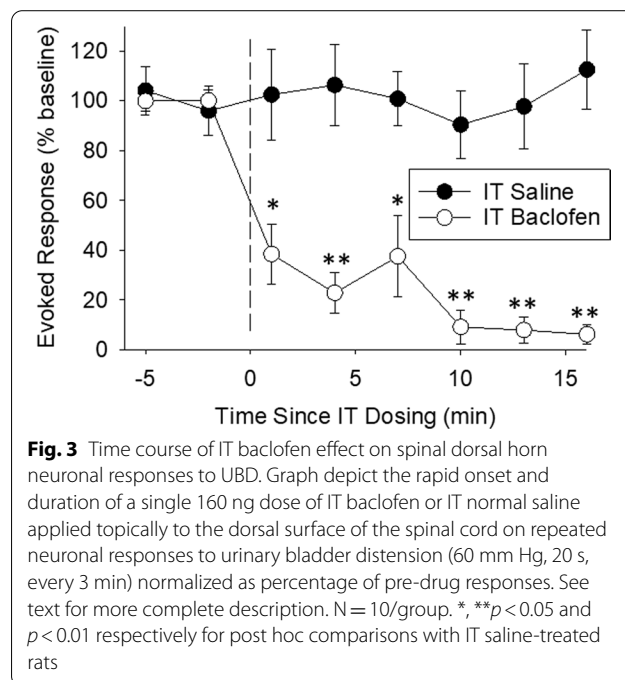 120
100
80
60
40
20
0
Evoked Response (% baseline)
IT Saline
IT Baclofen
*
**
*
**
**
**
-5 0 5 10 15
Time Since IT Dosing (min)
Fig. 3 Time course of IT baclofen effect on spinal dorsal horn
neuronal responses to UBD. Graph depict the rapid onset and
duration of a single 160 ng dose of IT baclofen or IT normal saline
applied topically to the dorsal surface of the spinal cord on repeated
neuronal responses to urinary bladder distension (60 mm Hg, 20 s,
every 3 min) normalized as percentage of pre-drug responses. See
text for more complete description. N = 10/group. *, **p < 0.05 and
p < 0.01 respectively for post hoc comparisons with IT saline-treated
rats